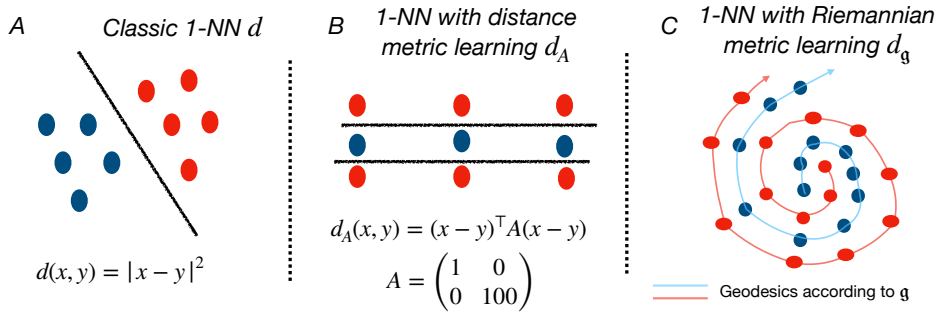 A
Classic 1-NN d
d(x, y) = |x − y|²
B
1-NN with distance
metric learning d_A
d_A(x, y) = (x − y)^⊤A(x − y)
A = (1 0
0 100)
C
1-NN with Riemannian
metric learning d_𝔤
Geodesics according to 𝔤